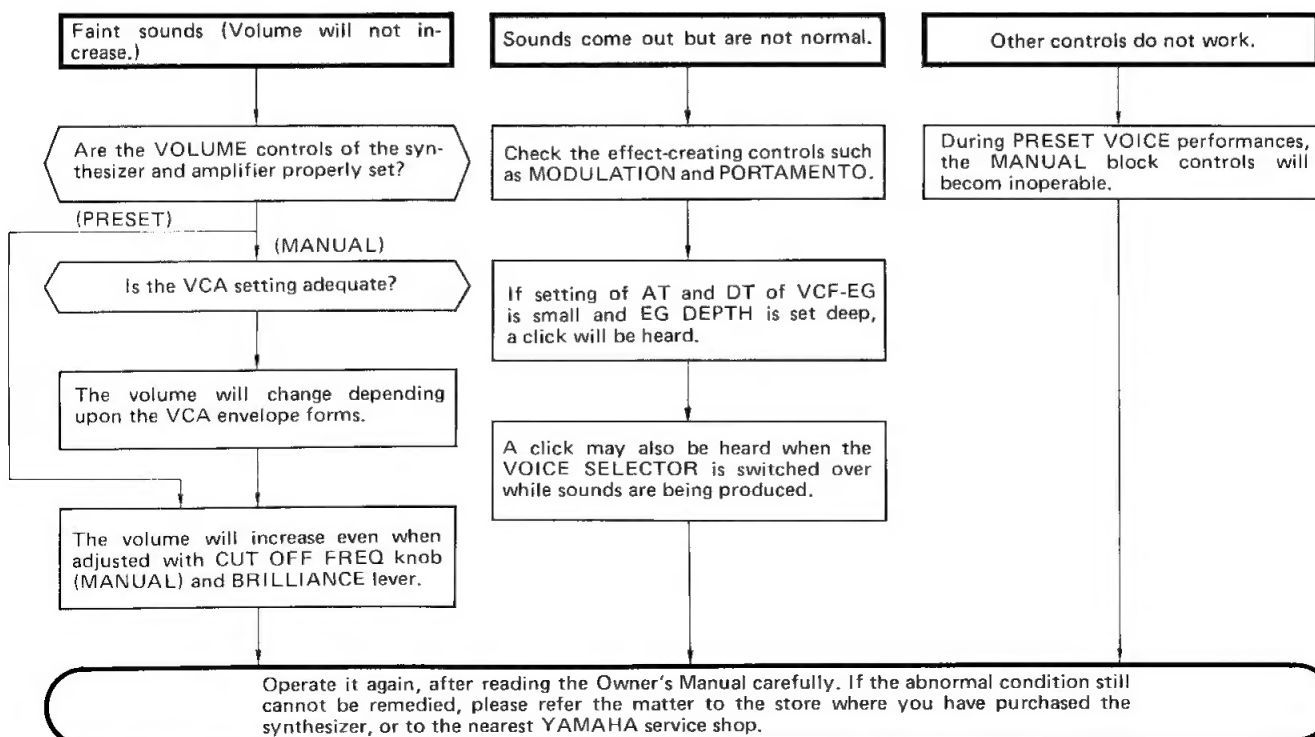 Faint sounds (Volume will not in-
crease.)
Are the VOLUME controls of the syn-
thesizer and amplifier properly set?
(PRESET)
(MANUAL)
Is the VCA setting adequate?
The volume will change depending
upon the VCA envelope forms.
The volume will increase even when
adjusted with CUT OFF FREQ knob
(MANUAL) and BRILLIANCE lever.
Sounds come out but are not normal.
Check the effect-creating controls such
as MODULATION and PORTAMENTO.
If setting of AT and DT of VCF-EG
is small and EG DEPTH is set deep,
a click will be heard.
A click may also be heard when the
VOICE SELECTOR is switched over
while sounds are being produced.
Other controls do not work.
During PRESET VOICE performances,
the MANUAL block controls will
becom inoperable.
Operate it again, after reading the Owner's Manual carefully. If the abnormal condition still
cannot be remedied, please refer the matter to the store where you have purchased the
synthesizer, or to the nearest YAMAHA service shop.